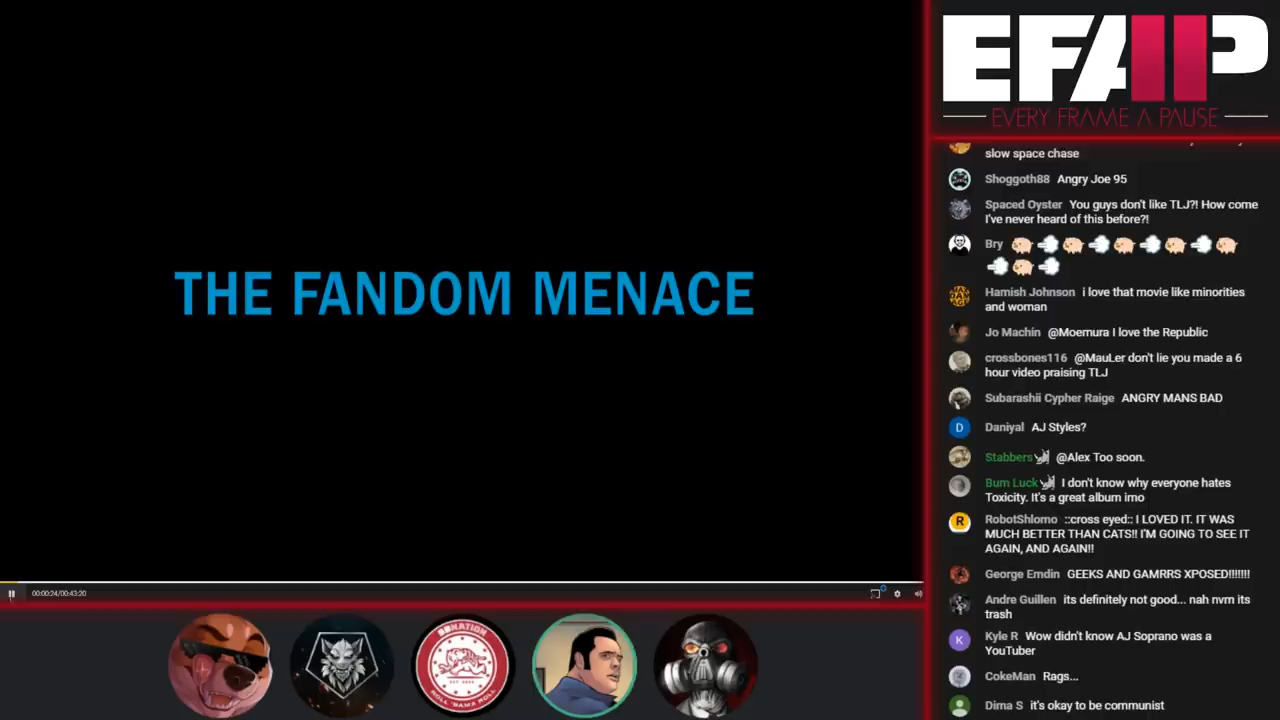 THE FANDOM MENACE
00:00:24/00:43:20
BAMANATION
ROLL 'BAMA ROLL
EFAP
EVERY FRAME A PAUSE
slow space chase
Shoggoth88 Angry Joe 95
Spaced Oyster You guys don't like TLJ?! How come
I've never heard of this before?!
Bry
Hamish Johnson i love that movie like minorities
and woman
Jo Machin @Moemura I love the Republic
crossbones116 @MauLer don't lie you made a 6
hour video praising TLJ
Subarashii Cypher Raige ANGRY MANS BAD
Daniyal AJ Styles?
Stabbers @Alex Too soon.
Bum Luck I don't know why everyone hates
Toxicity. It's a great album imo
RobotShlomo ::cross eyed:: I LOVED IT. IT WAS
MUCH BETTER THAN CATS!! I'M GOING TO SEE IT
AGAIN, AND AGAIN!!
George Emdin GEEKS AND GAMRRS XPOSED!!!!!!!
Andre Guillen its definitely not good... nah nvm its
trash
Kyle R Wow didn't know AJ Soprano was a
YouTuber
CokeMan Rags...
Dima S it's okay to be communist